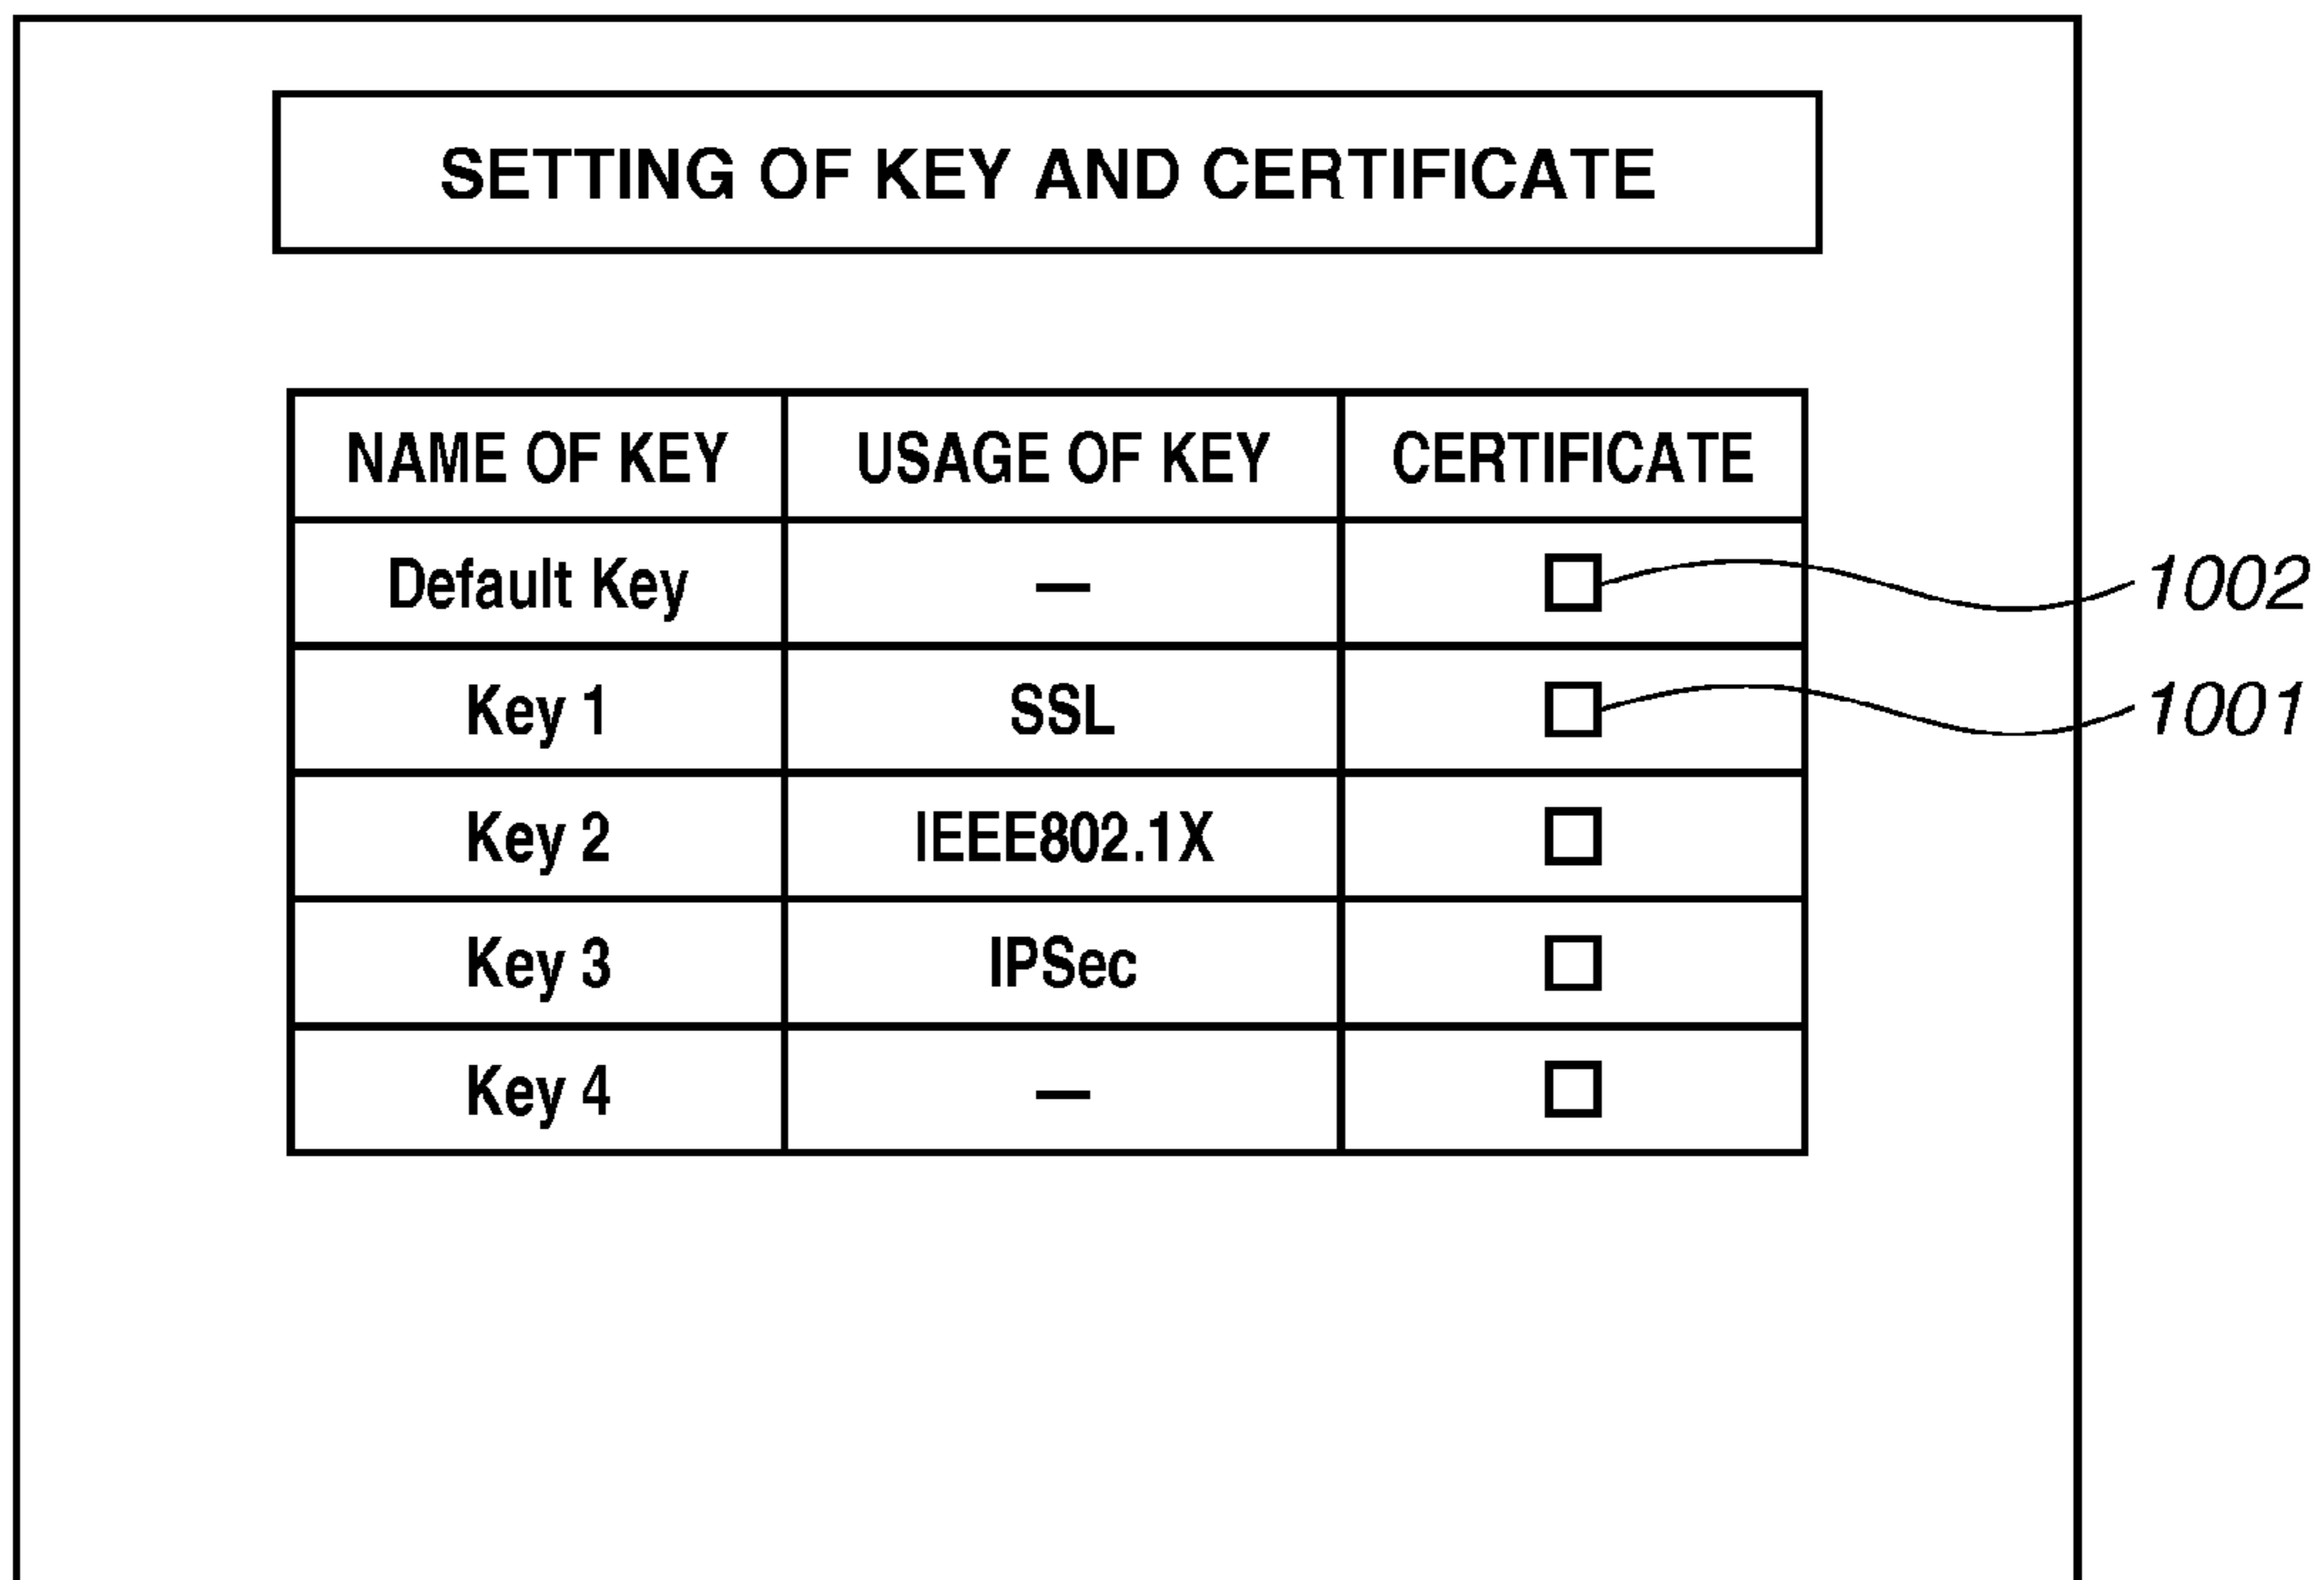 SETTING OF KEY AND CERTIFICATE
NAME OF KEY USAGE OF KEY CERTIFICATE
Default Key — 1002
Key 1 SSL 1001
Key 2 IEEE802.1X
Key 3 IPSec
Key 4 —